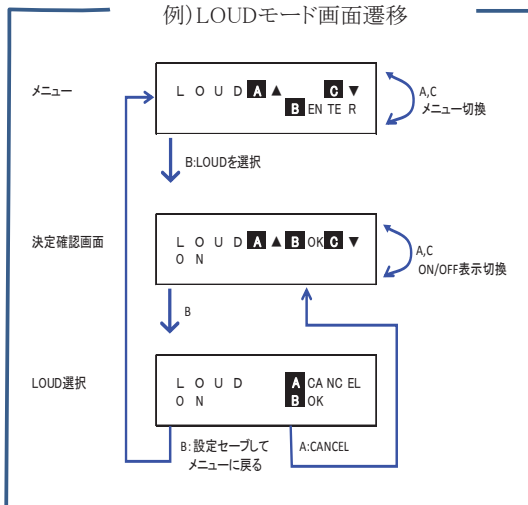 例)LOUDモード画面遷移
メニュー
L O U D A ▲ C ▼
B EN TE R
A,C
メニュー切換
B:LOUDを選択
決定確認画面
L O U D A ▲ B OK C ▼
O N
A,C
ON/OFF表示切換
B
LOUD選択
L O U D A CA NC EL
O N B OK
B:設定セーブして
メニューに戻る
A:CANCEL